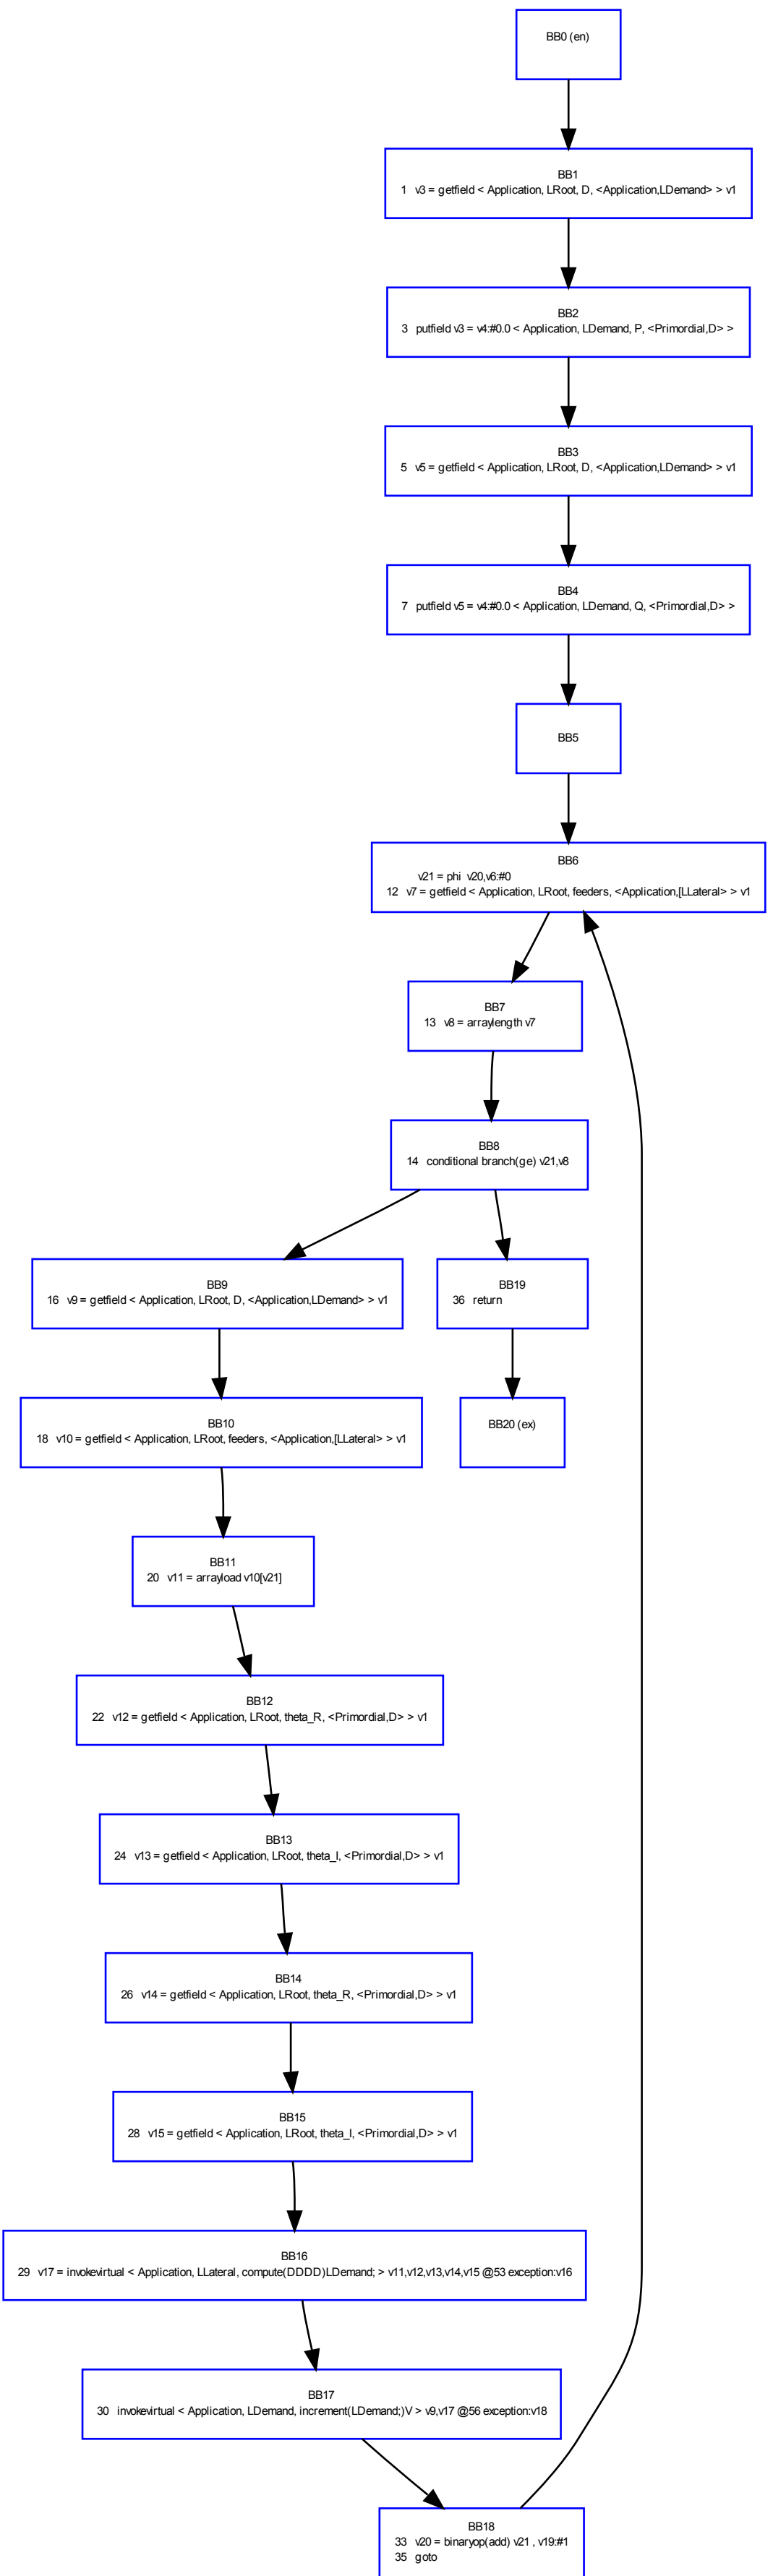 BB0 (en)
BB1
1 v3 = getfield < Application, LRoot, D, <Application,LDemand> > v1
BB2
3 putfield v3 = v4:#0.0 < Application, LDemand, P, <Primordial,D> >
BB3
5 v5 = getfield < Application, LRoot, D, <Application,LDemand> > v1
BB4
7 putfield v5 = v4:#0.0 < Application, LDemand, Q, <Primordial,D> >
BB5
BB6
v21 = phi v20,v6:#0
12 v7 = getfield < Application, LRoot, feeders, <Application,[LLateral> > v1
BB7
13 v8 = arraylength v7
BB8
14 conditional branch(ge) v21,v8
BB9
16 v9 = getfield < Application, LRoot, D, <Application,LDemand> > v1
BB19
36 return
BB10
18 v10 = getfield < Application, LRoot, feeders, <Application,[LLateral> > v1
BB20 (ex)
BB11
20 v11 = arrayload v10[v21]
BB12
22 v12 = getfield < Application, LRoot, theta_R, <Primordial,D> > v1
BB13
24 v13 = getfield < Application, LRoot, theta_I, <Primordial,D> > v1
BB14
26 v14 = getfield < Application, LRoot, theta_R, <Primordial,D> > v1
BB15
28 v15 = getfield < Application, LRoot, theta_I, <Primordial,D> > v1
BB16
29 v17 = invokevirtual < Application, LLateral, compute(DDDD)LDemand; > v11,v12,v13,v14,v15 @53 exception:v16
BB17
30 invokevirtual < Application, LDemand, increment(LDemand;)V > v9,v17 @56 exception:v18
BB18
33 v20 = binaryop(add) v21 , v19:#1
35 goto